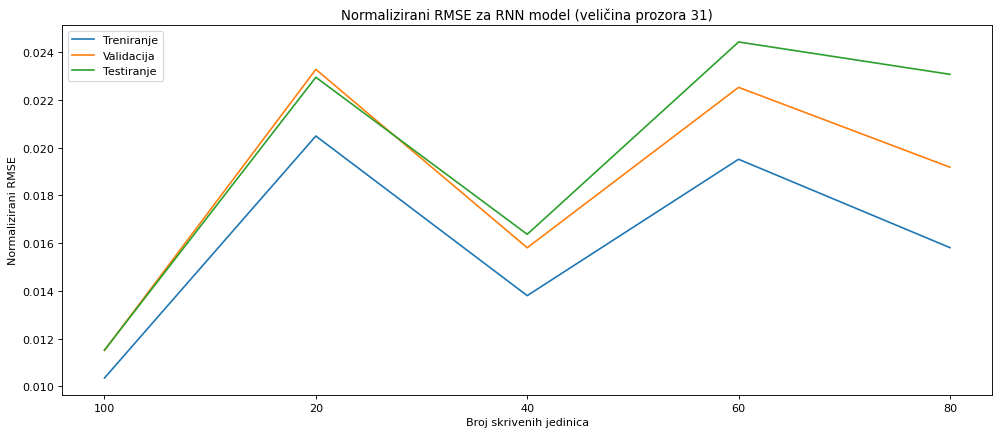 Normalizirani RMSE za RNN model (veličina prozora 31)
Treniranje
Validacija
Testiranje
Normalizirani RMSE
0.024
0.022
0.020
0.018
0.016
0.014
0.012
0.010
100 20 40 60 80
Broj skrivenih jedinica